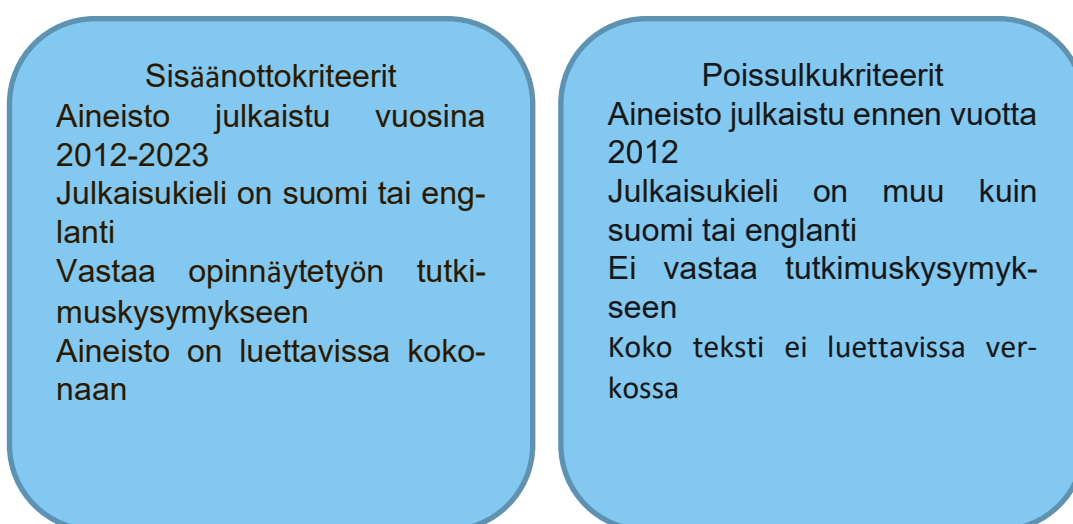 Sisäänottokriteerit
Aineisto julkaistu vuosina
2012-2023
Julkaisukieli on suomi tai eng-
lanti
Vastaa opinnäytetyön tutki-
muskysymykseen
Aineisto on luettavissa koko-
naan
Poissulkukriteerit
Aineisto julkaistu ennen vuotta
2012
Julkaisukieli on muu kuin
suomi tai englanti
Ei vastaa tutkimuskysymyk-
seen
Koko teksti ei luettavissa ver-
kossa